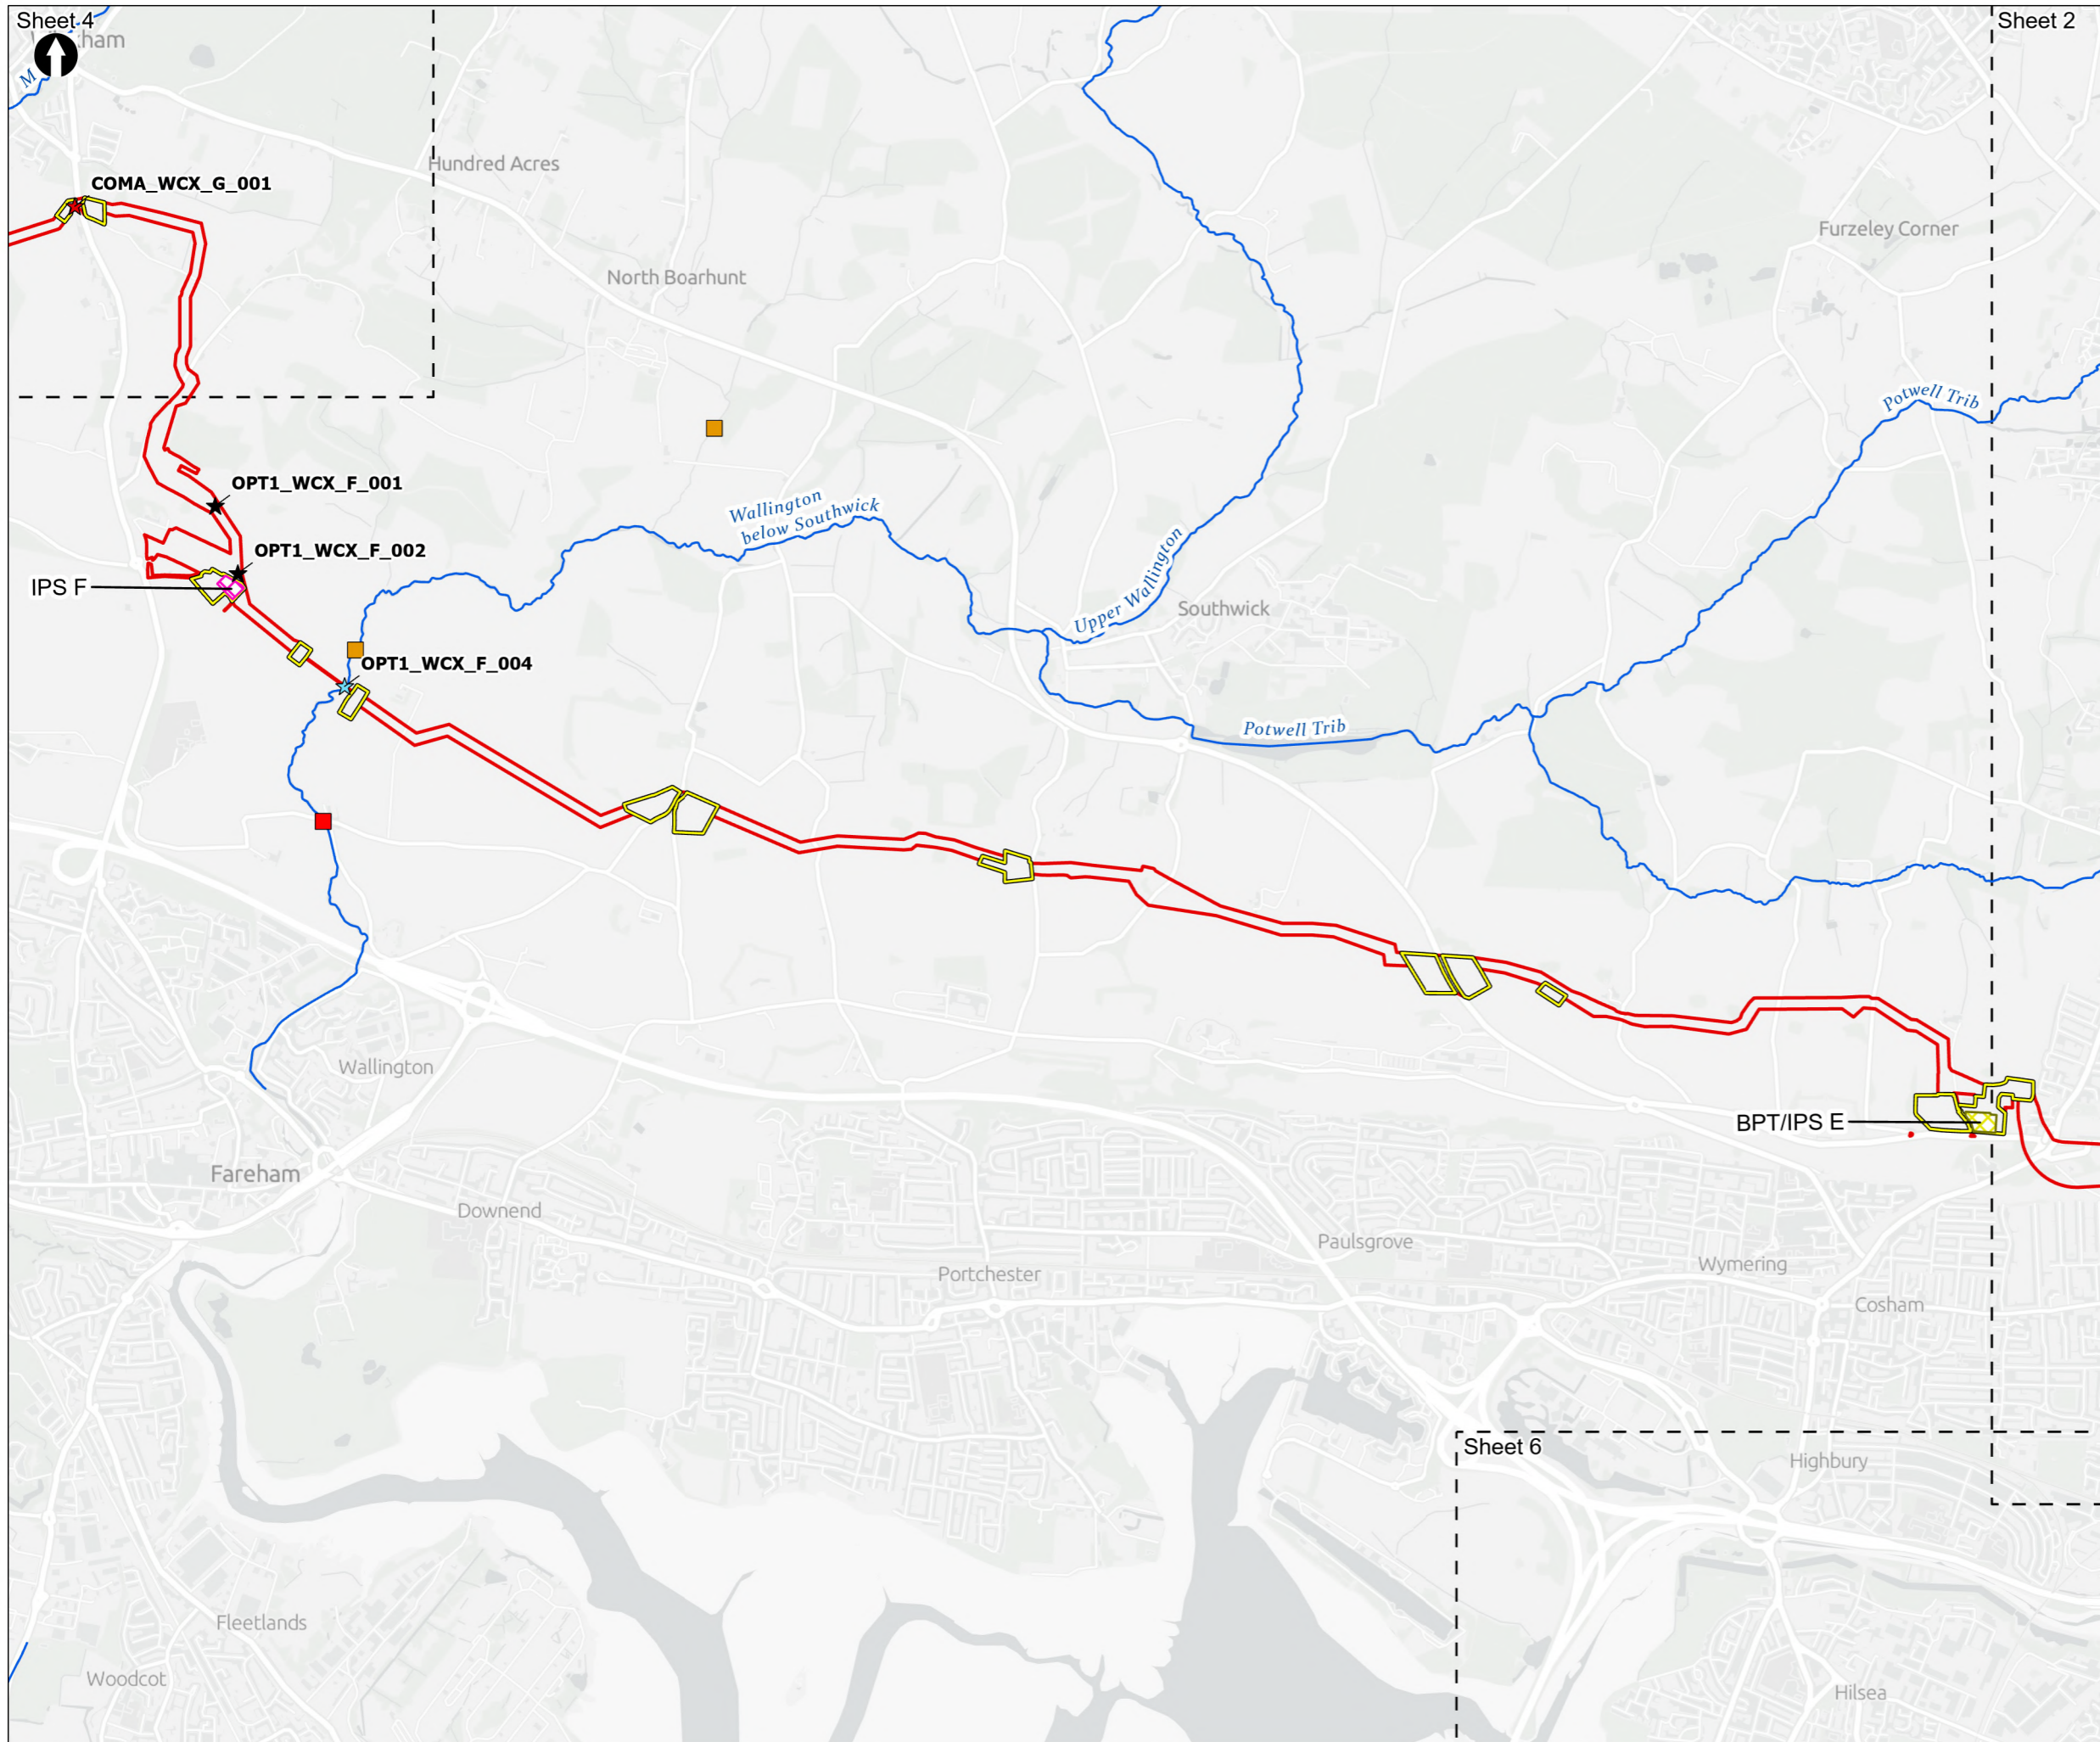 Sheet 4
Sheet 2
M
Hundred Acres
COMA_WCX_G_001
Furzeley Corner
North Boarhunt
Potwell Trib
OPT1_WCX_F_001
Wallington
below Southwick
OPT1_WCX_F_002
IPS F
Upper Wallington
Southwick
OPT1_WCX_F_004
Potwell Trib
Wallington
BPT/IPS E
Fareham
Downend
Paulsgrove
Wymering
Portchester
Cosham
Sheet 6
Highbury
Fleetlands
Woodcot
Hilsea